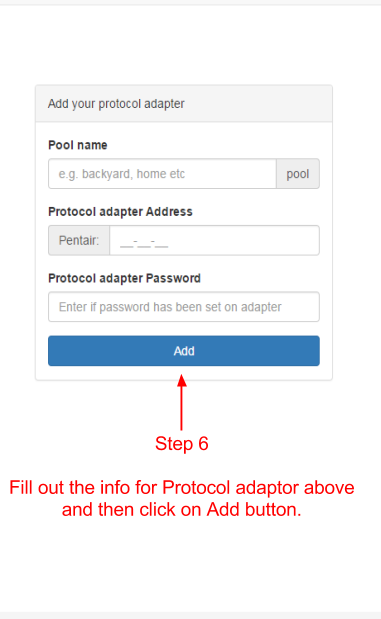 Add your protocol adapter
Pool name
e.g. backyard, home etc pool
Protocol adapter Address
Pentair: __-__-__
Protocol adapter Password
Enter if password has been set on adapter
Add
Step 6
Fill out the info for Protocol adaptor above
and then click on Add button.